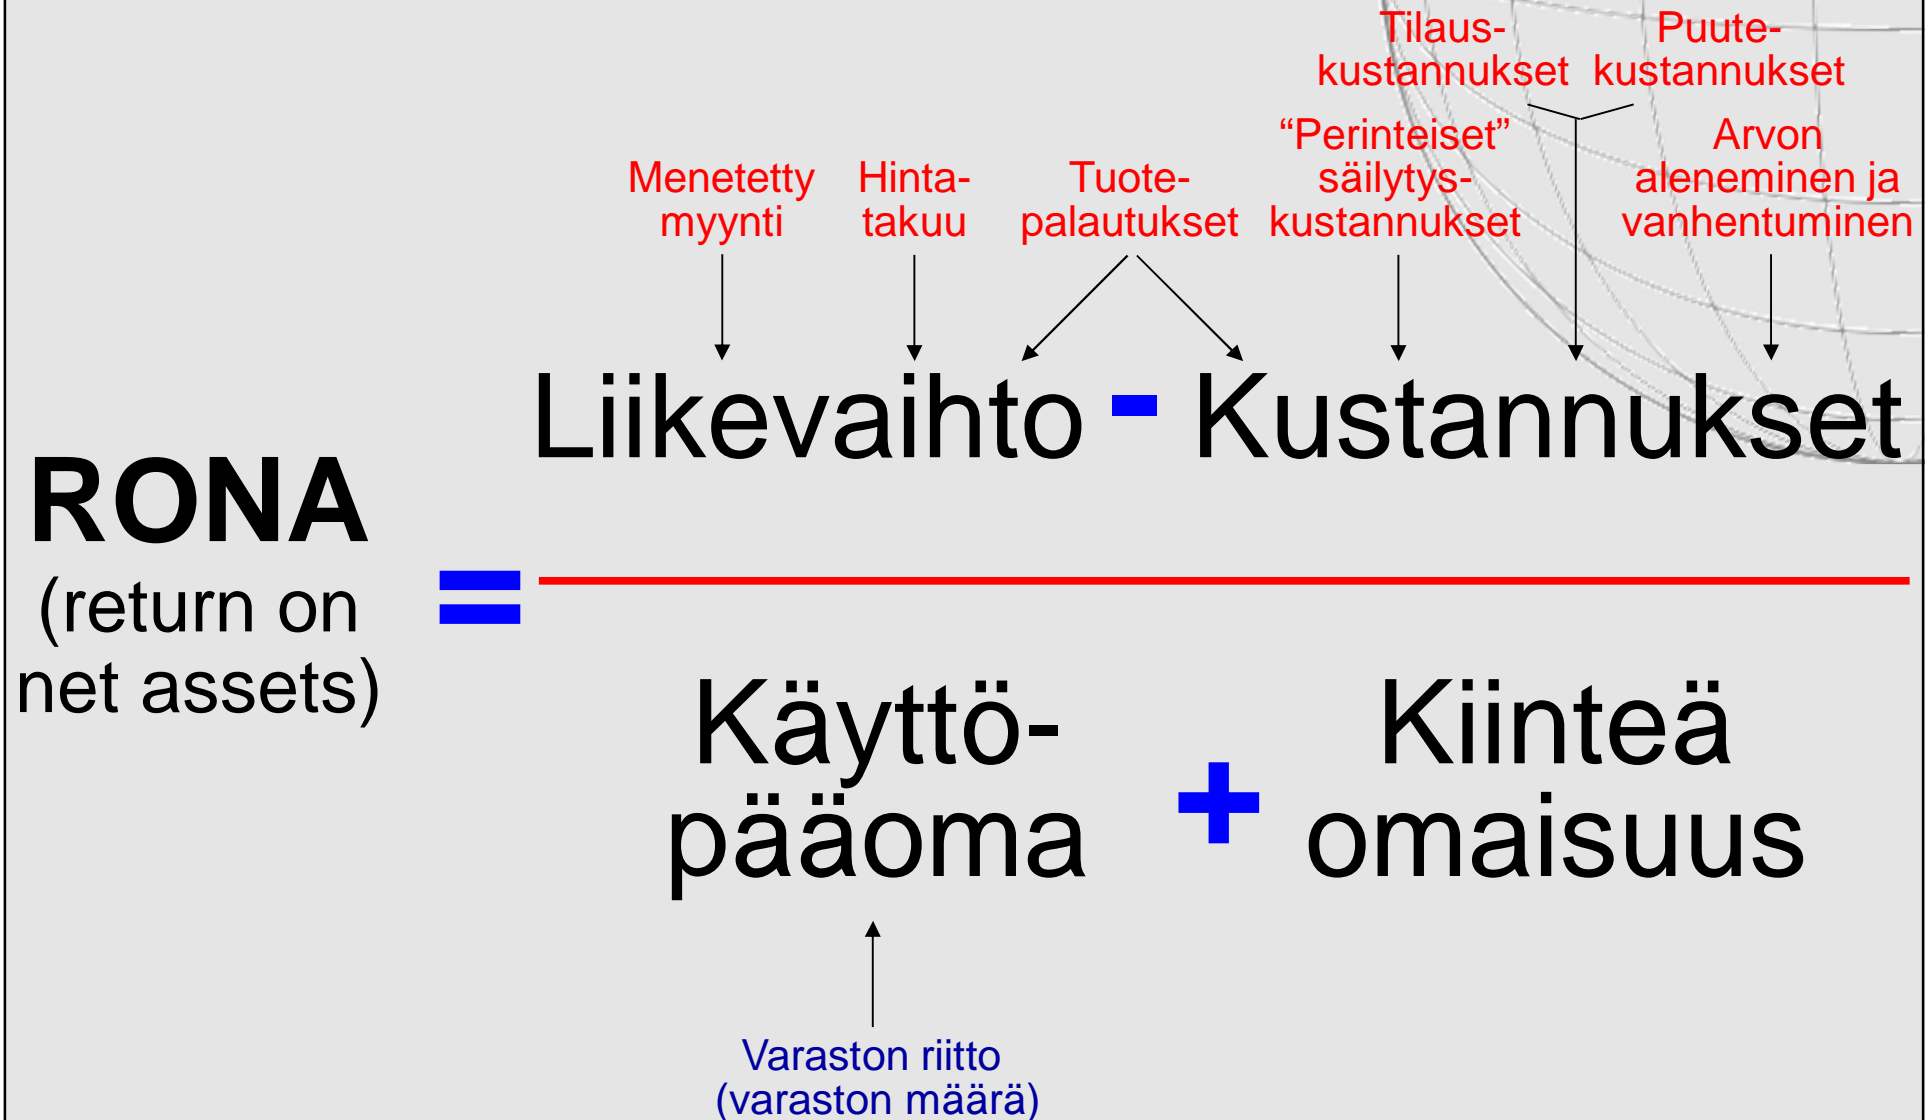 Tilaus-
kustannukset
Puute-
kustannukset
Menetetty
myynti
Hinta-
takuu
Tuote-
palautukset
“Perinteiset”
säilytys-
kustannukset
Arvon
aleneminen ja
vanhentuminen
Liikevaihto - Kustannukset
RONA
(return on
net assets)
=
Käyttö-
pääoma
+
Kiinteä
omaisuus
Varaston riitto
(varaston määrä)